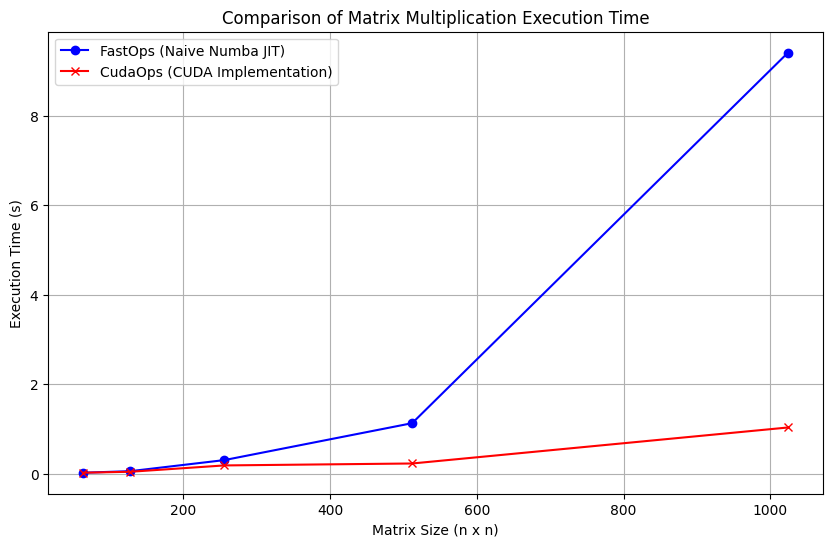 Comparison of Matrix Multiplication Execution Time
FastOps (Naive Numba JIT)
CudaOps (CUDA Implementation)
Execution Time (s)
8
6
4
2
0
200 400 600 800 1000
Matrix Size (n x n)